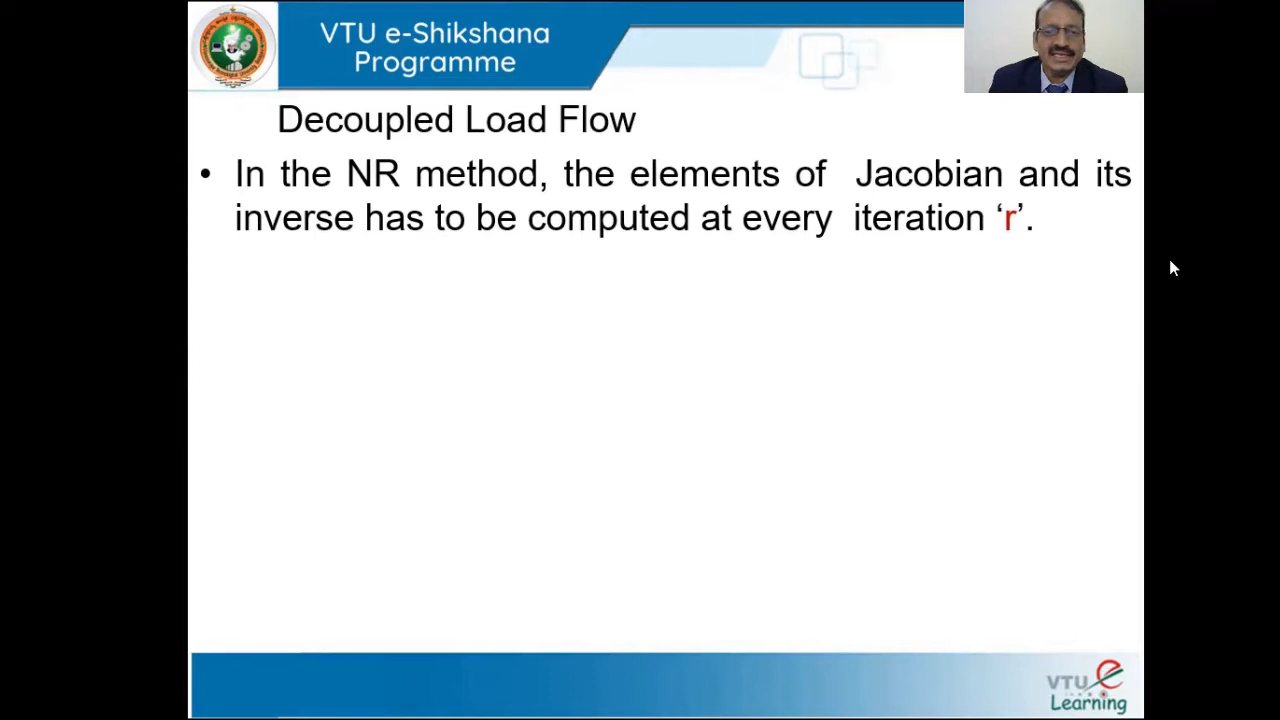 VTU e-Shikshana
Programme
Decoupled Load Flow
• In the NR method, the elements of Jacobian and its
inverse has to be computed at every iteration ‘r’.
VTU e
Learning